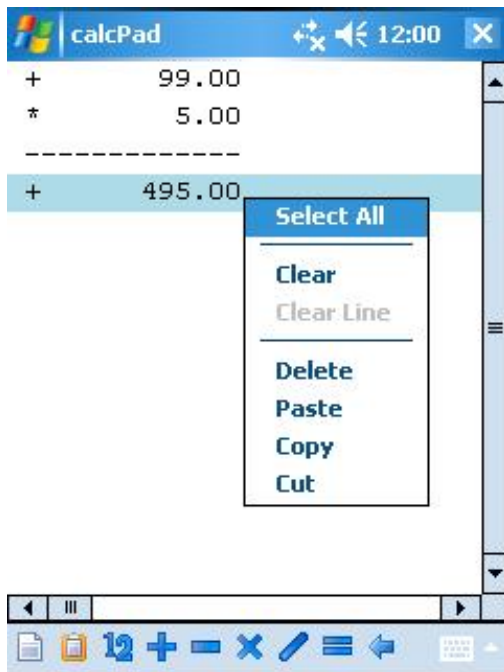 calcPad 12:00
+ 99.00
* 5.00
-------------
+ 495.00
Select All
Clear
Clear Line
Delete
Paste
Copy
Cut
12